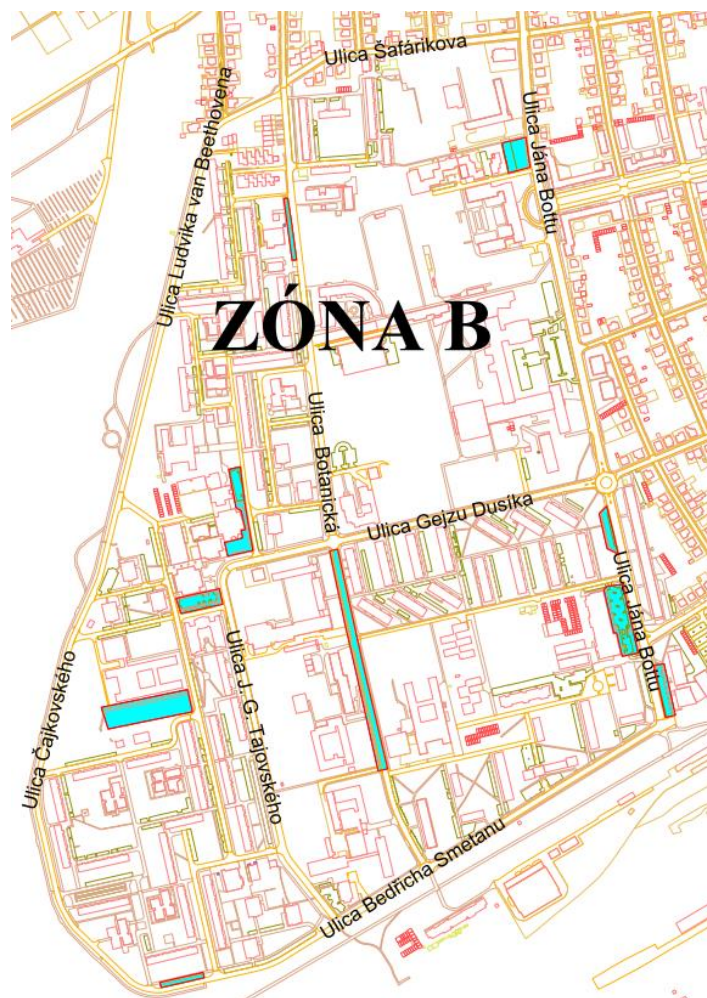 Ulica Šafárikova
Ulica Ludvika van Beethovena
Ulica Jána Bottu
ZÓNA B
Ulica Botanická
Ulica Gejzu Dusíka
Ulica Jána Bottu
Ulica J. G. Tajovského
Ulica Čajkovského
Ulica Bedřicha Smetanu